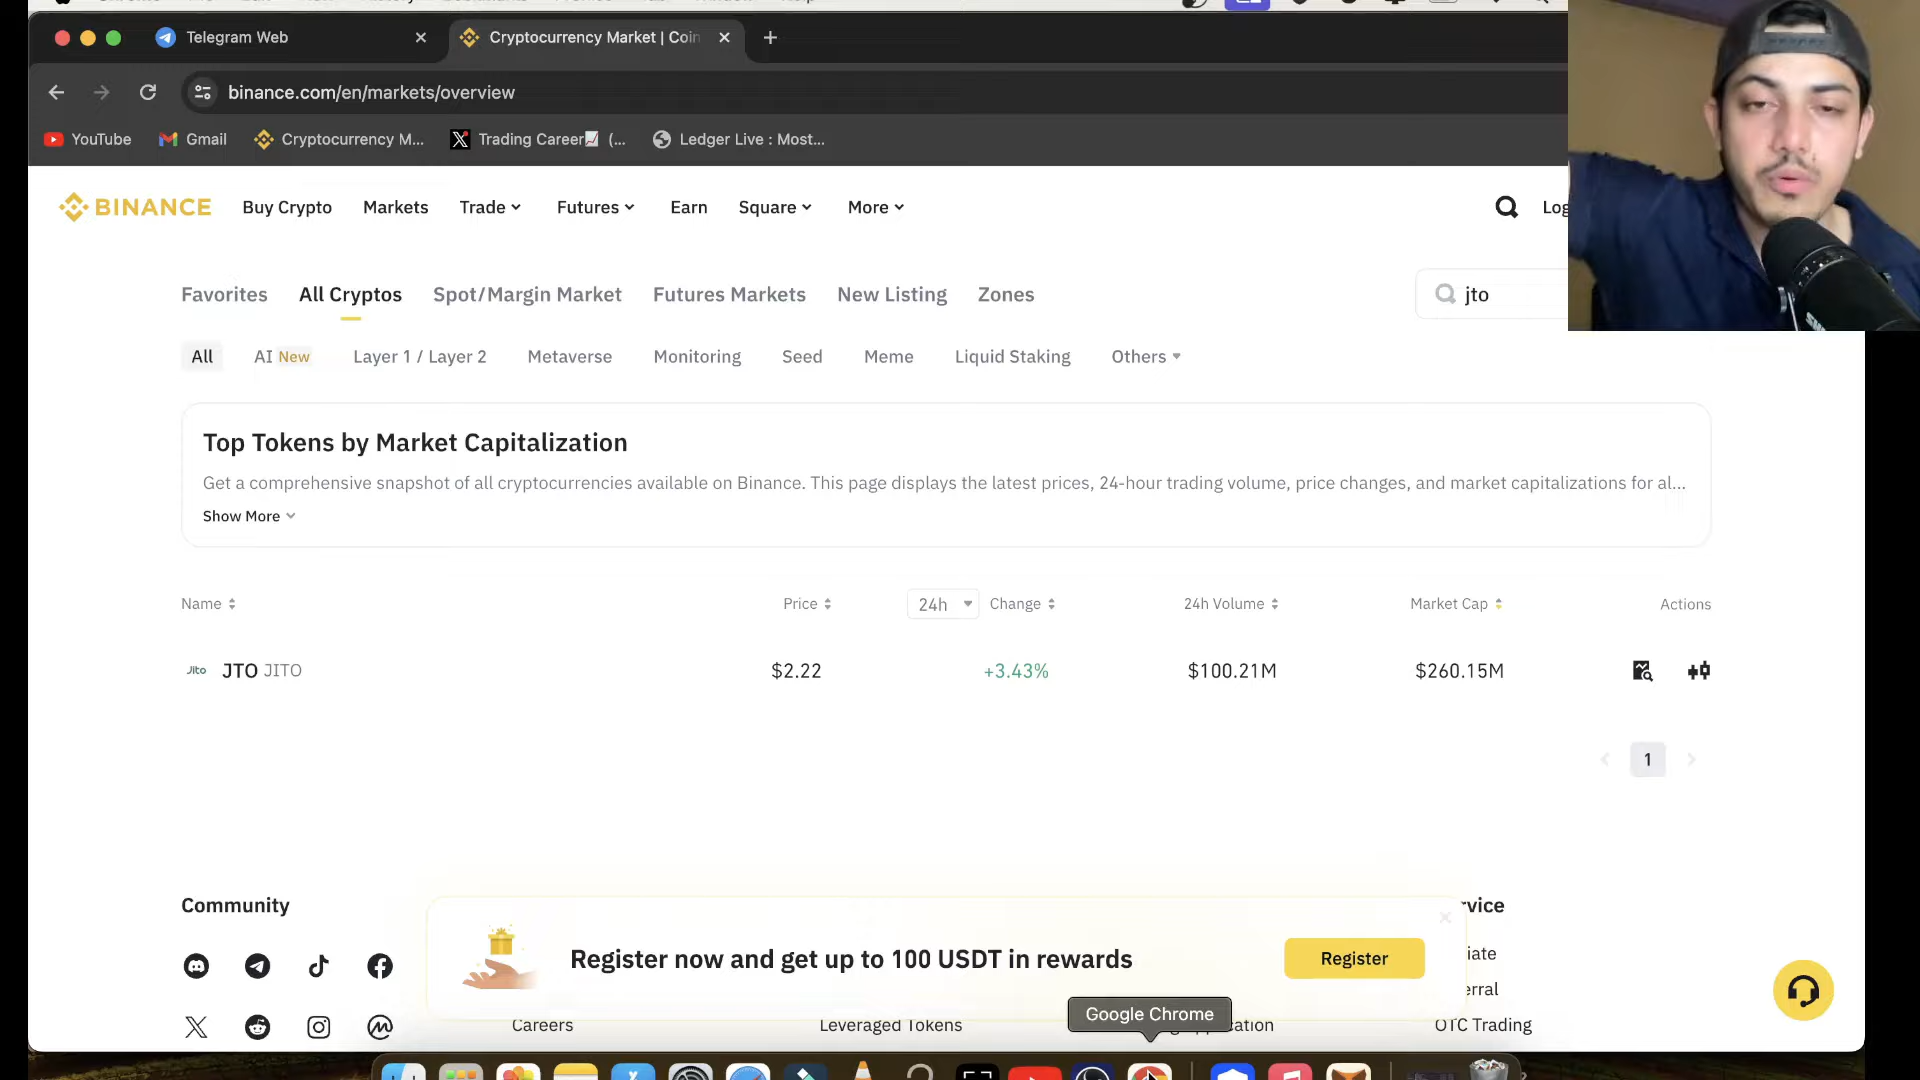 Telegram Web
Cryptocurrency Market | Coin
binance.com/en/markets/overview
YouTube
Gmail
Cryptocurrency M...
Trading Career📈 (...
Ledger Live : Most...
BINANCE
Buy Crypto
Markets
Trade
Futures
Earn
Square
More
Log
Favorites
All Cryptos
Spot/Margin Market
Futures Markets
New Listing
Zones
jto
All
AI New
Layer 1 / Layer 2
Metaverse
Monitoring
Seed
Meme
Liquid Staking
Others
Top Tokens by Market Capitalization
Get a comprehensive snapshot of all cryptocurrencies available on Binance. This page displays the latest prices, 24-hour trading volume, price changes, and market capitalizations for al...
Show More
Name
Price
24h
Change
24h Volume
Market Cap
Actions
Jito
JTO JITO
$2.22
+3.43%
$100.21M
$260.15M
1
Community
rvice
Register now and get up to 100 USDT in rewards
Register
iate
erral
Google Chrome
Careers
Leveraged Tokens
OTC Trading